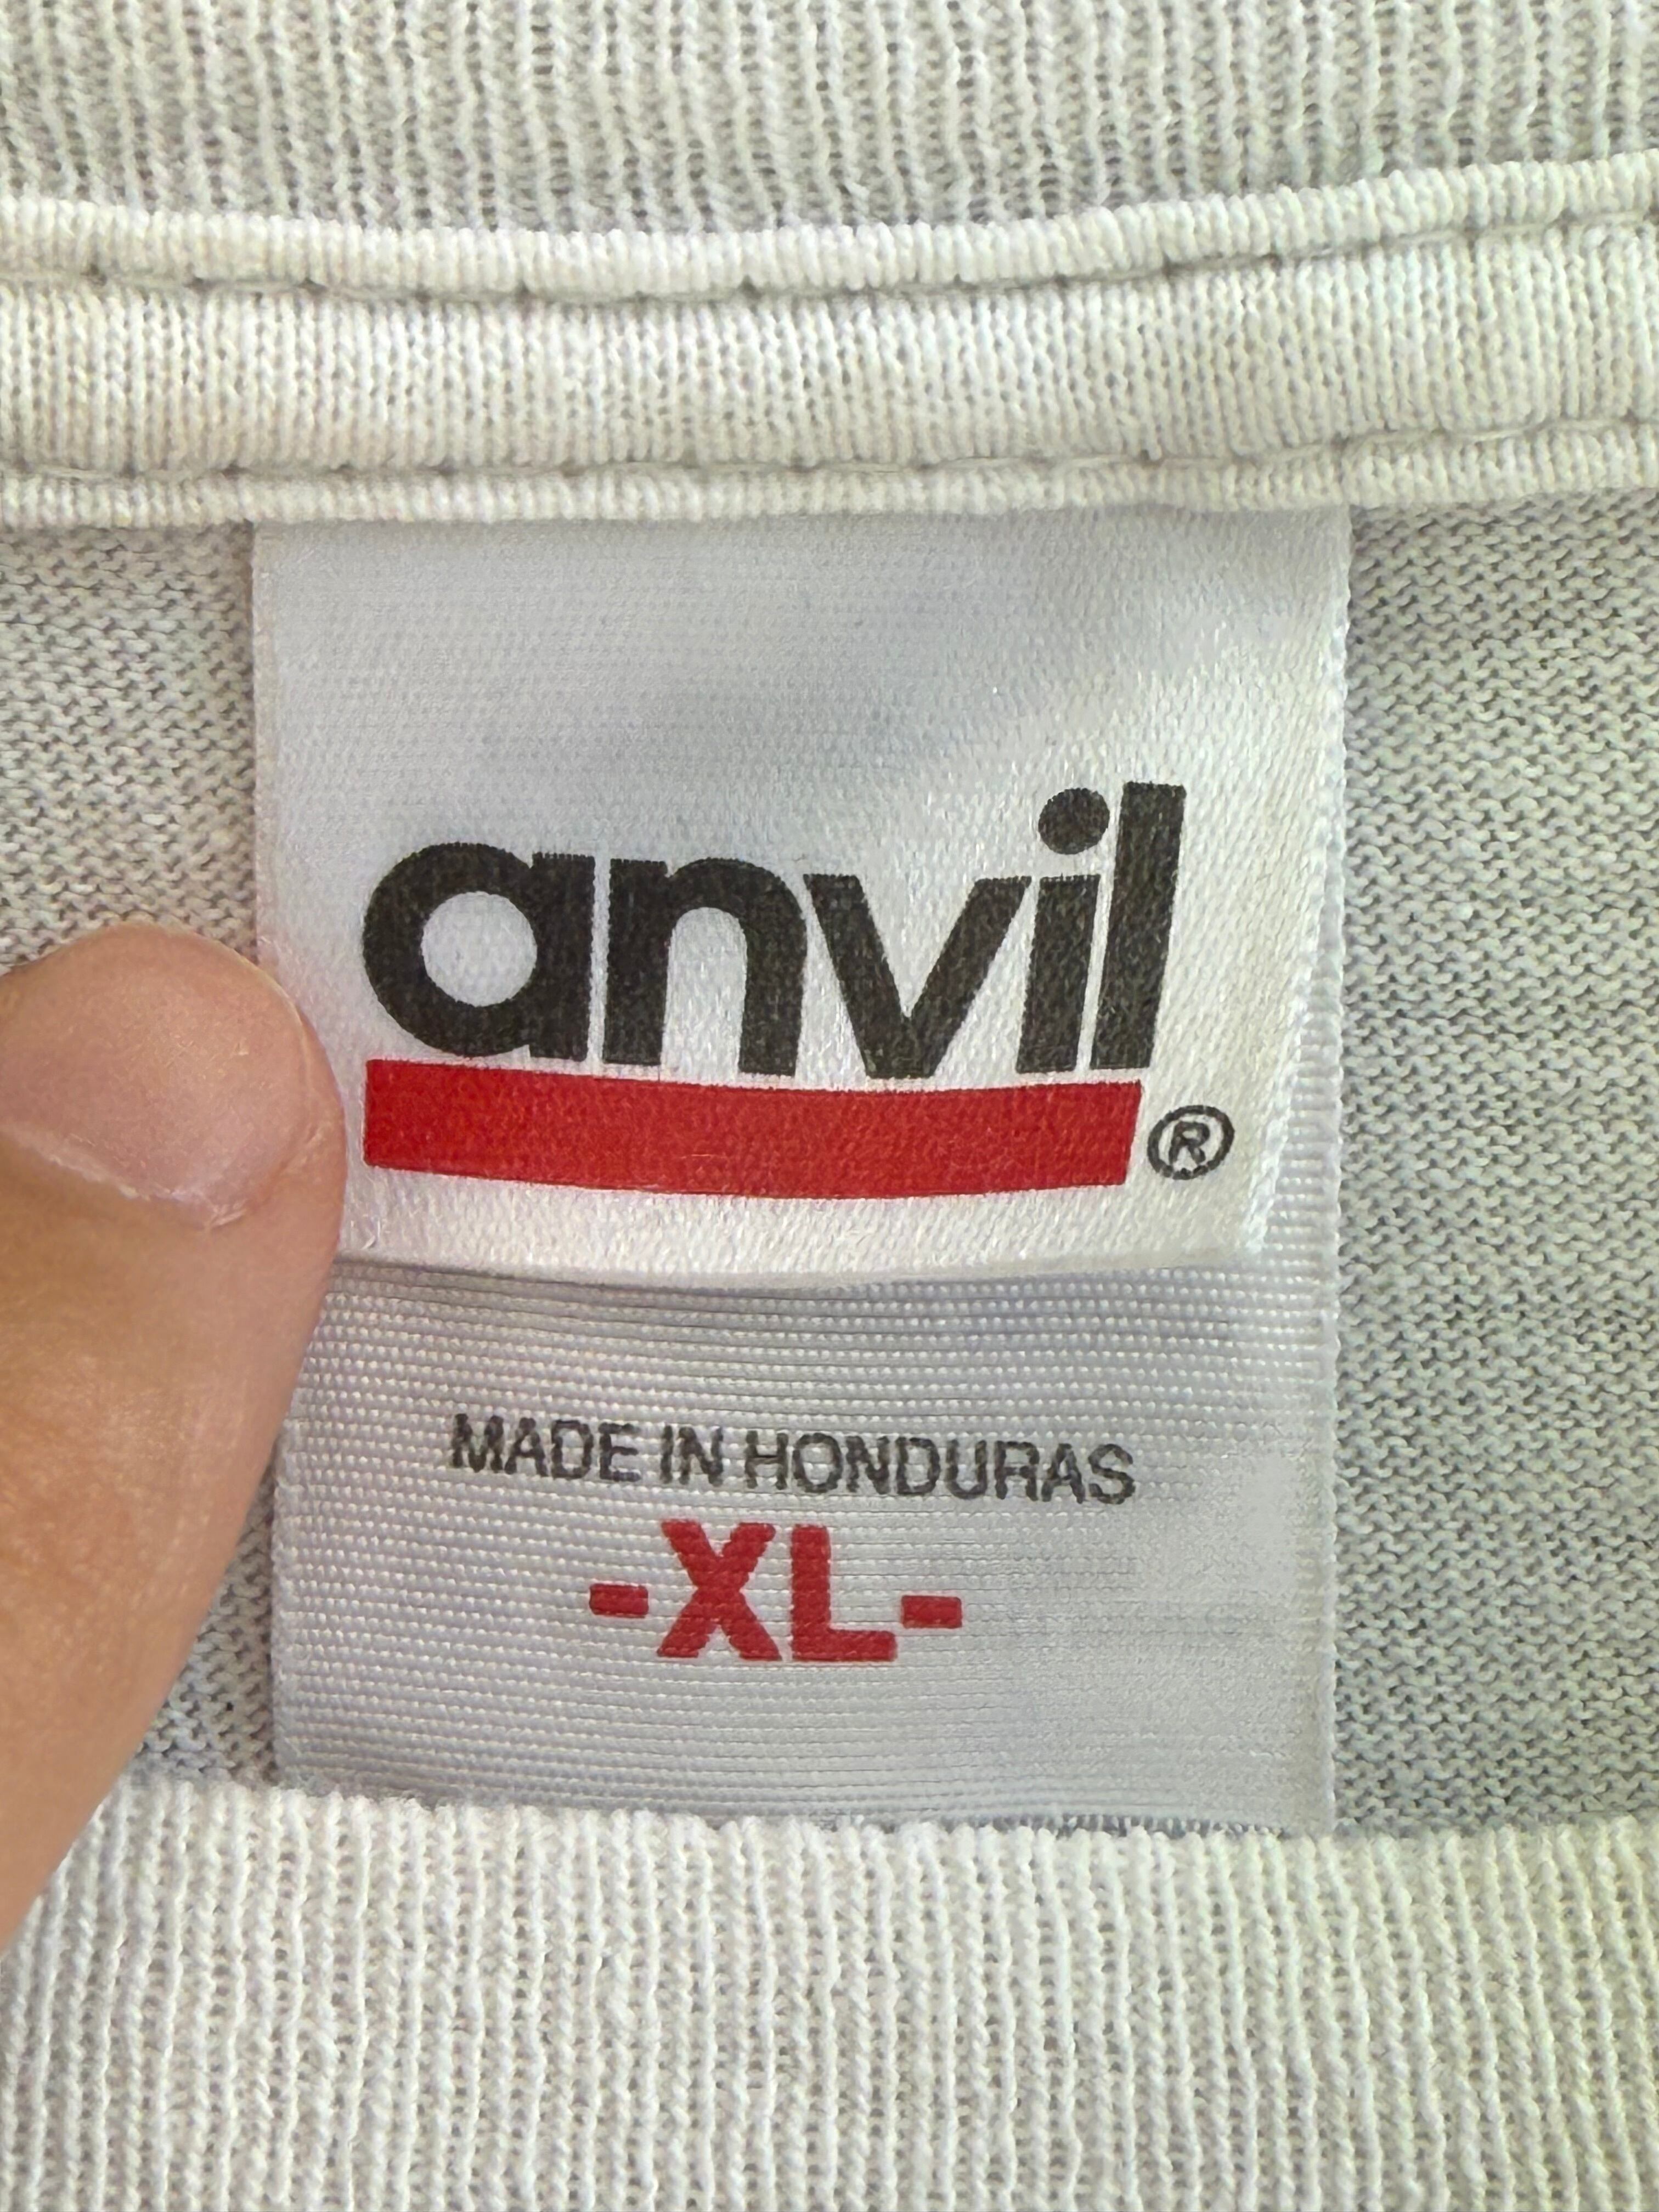 anvil
®
MADE IN HONDURAS
-XL-